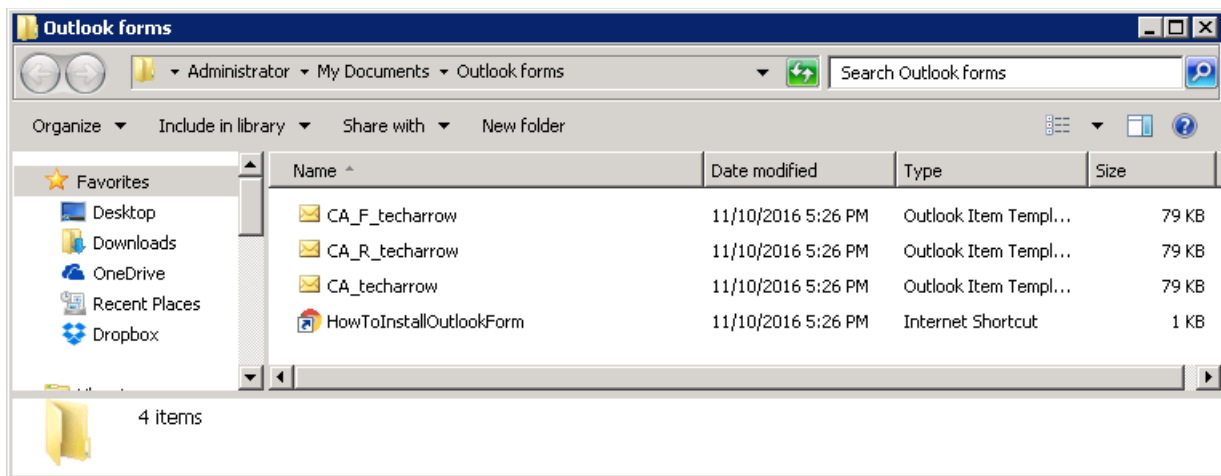 Outlook forms
Administrator My Documents Outlook forms Search Outlook forms
Organize Include in library Share with New folder
Favorites
Desktop
Downloads
OneDrive
Recent Places
Dropbox
Name Date modified Type Size
CA_F_techarrow 11/10/2016 5:26 PM Outlook Item Templ... 79 KB
CA_R_techarrow 11/10/2016 5:26 PM Outlook Item Templ... 79 KB
CA_techarrow 11/10/2016 5:26 PM Outlook Item Templ... 79 KB
HowToInstallOutlookForm 11/10/2016 5:26 PM Internet Shortcut 1 KB
4 items